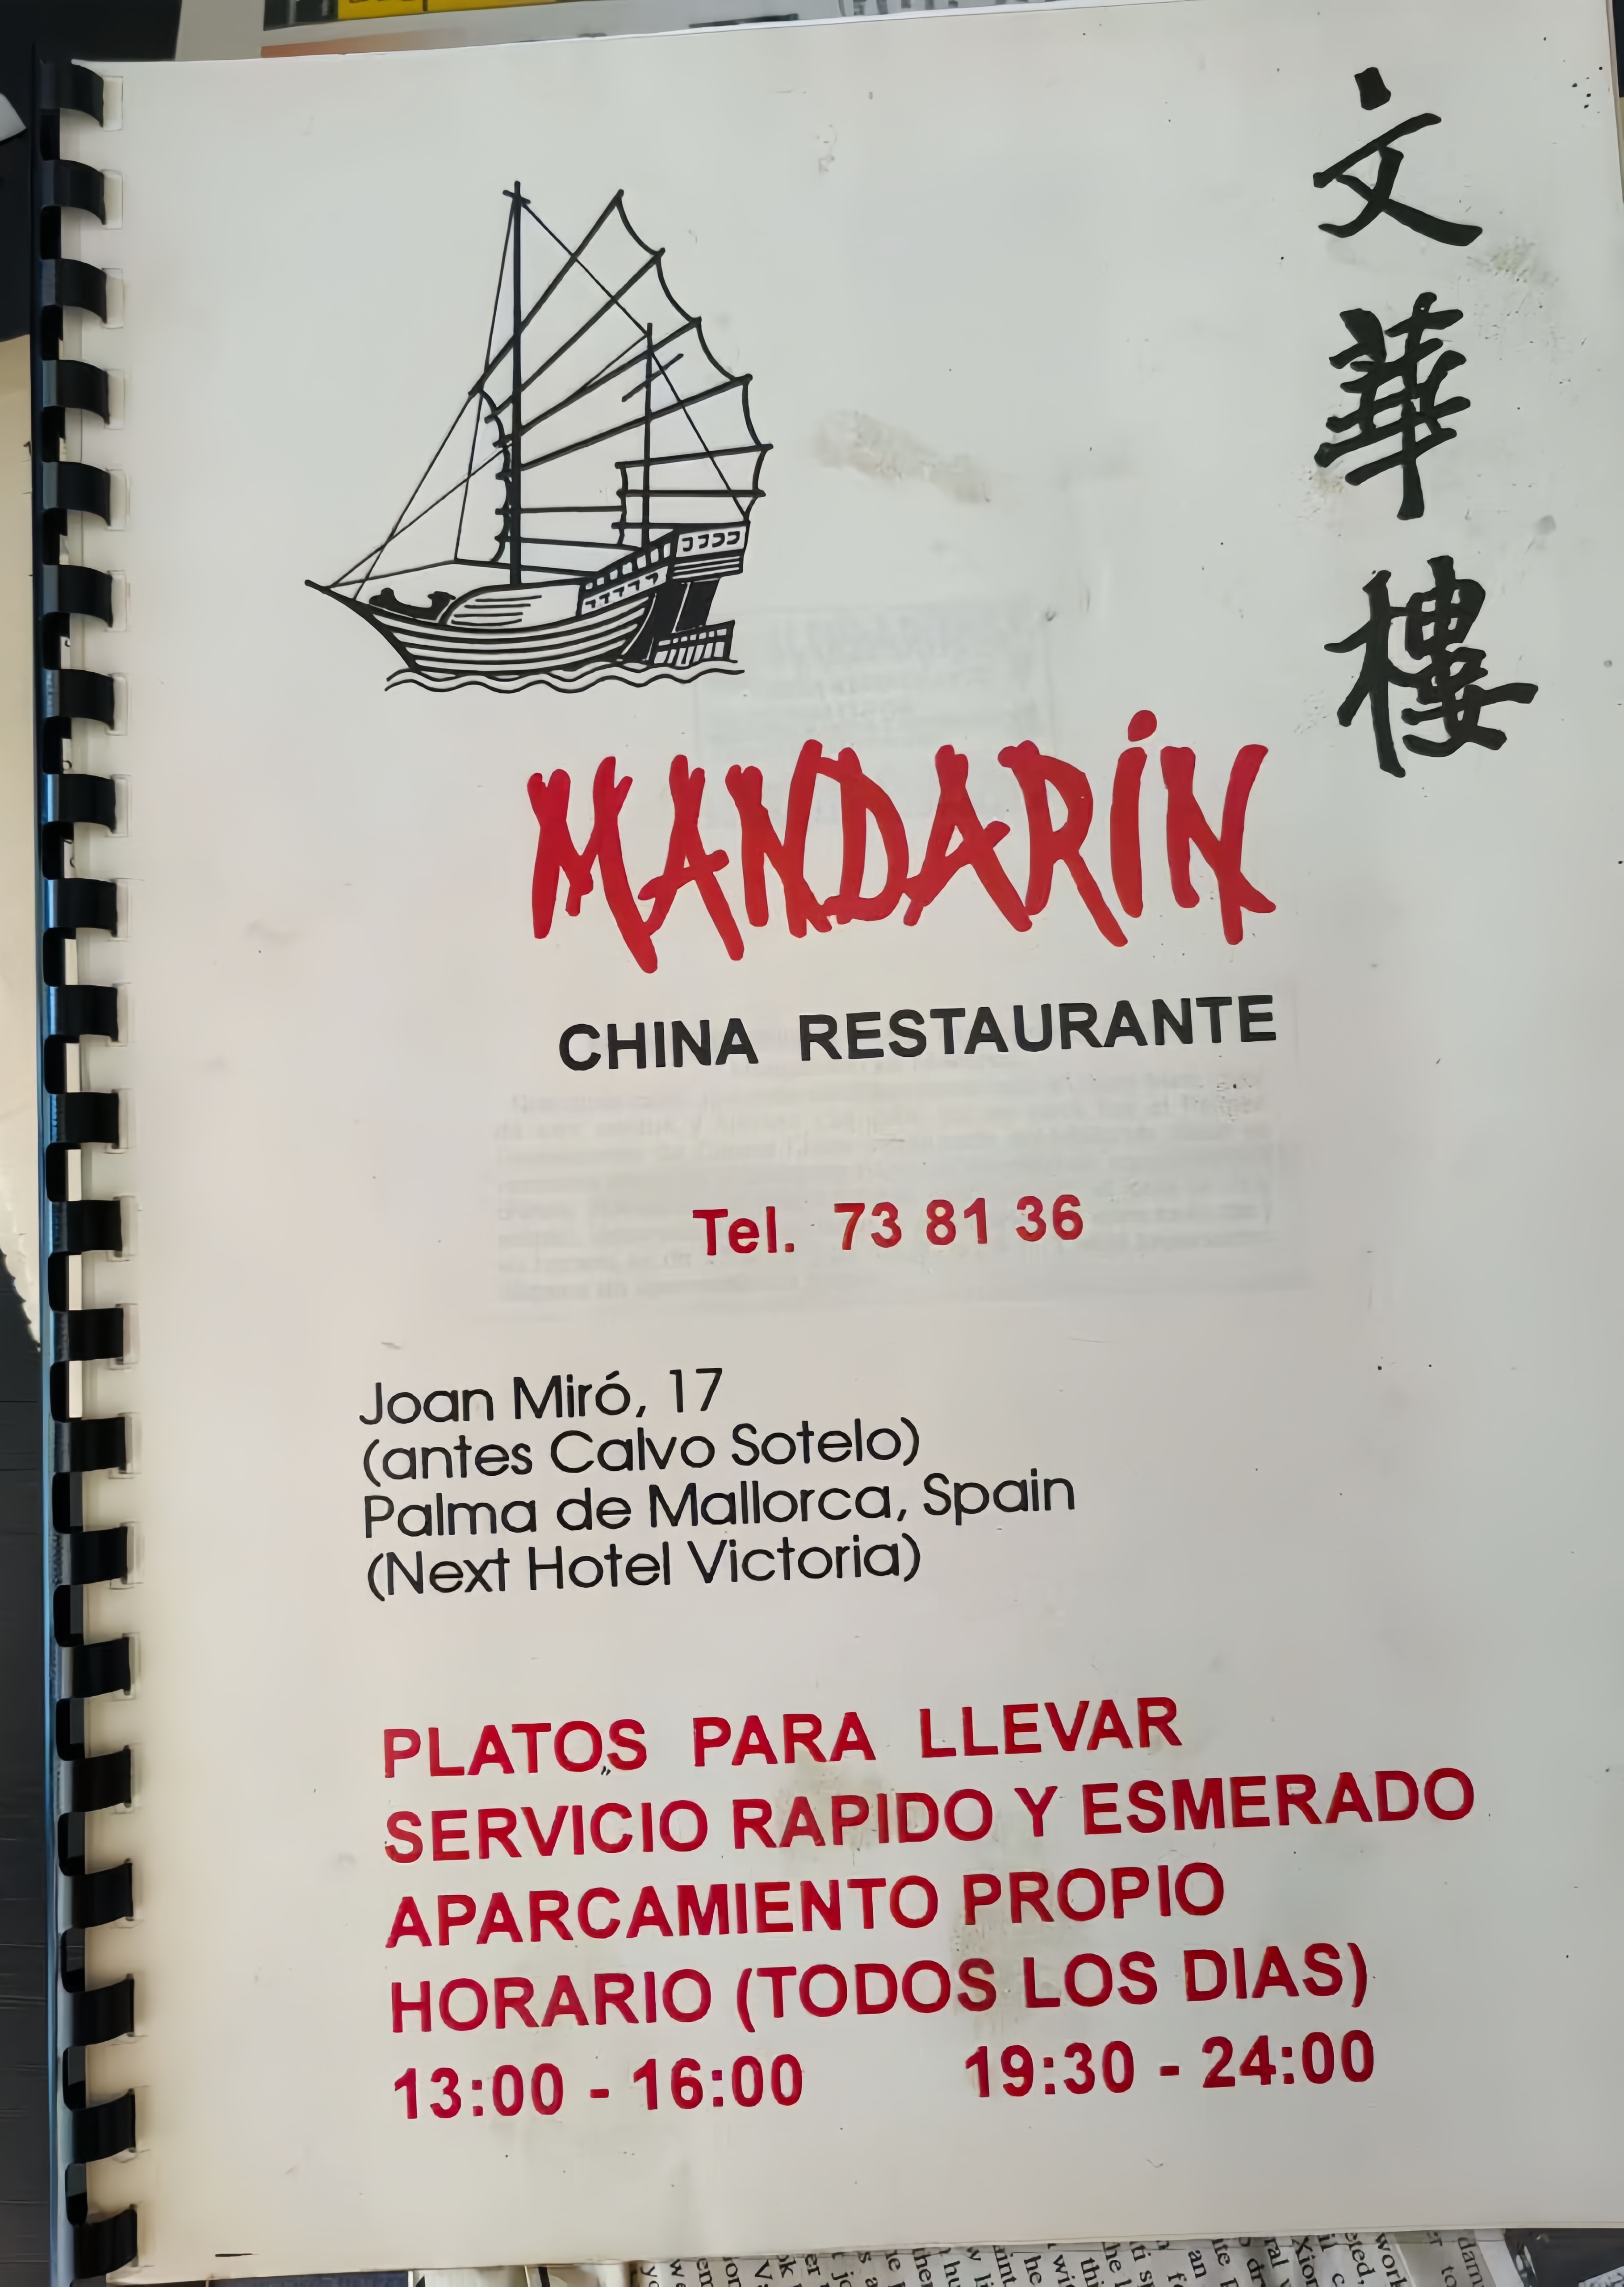 文華樓
MANDARÍN
CHINA RESTAURANTE
Tel. 73 81 36
Joan Miró, 17
(antes Calvo Sotelo)
Palma de Mallorca, Spain
(Next Hotel Victoria)
PLATOS PARA LLEVAR
SERVICIO RAPIDO Y ESMERADO
APARCAMIENTO PROPIO
HORARIO (TODOS LOS DIAS)
13:00 - 16:00 19:30 - 24:00